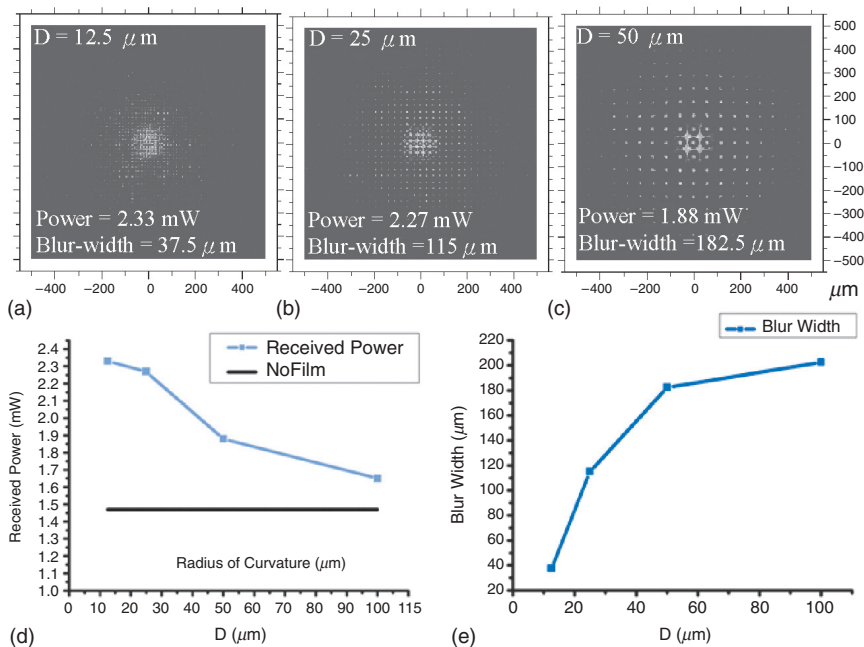 D = 12.5 μm
Power = 2.33 mW
Blur-width = 37.5 μm
−400 −200 0 200 400
(a)
D = 25 μm
Power = 2.27 mW
Blur-width =115 μm
−400 −200 0 200 400
(b)
D = 50 μm
Power = 1.88 mW
Blur-width =182.5 μm
−400 −200 0 200 400
μm
(c)
500
400
300
200
100
0
−100
−200
−300
−400
−500
Received Power
NoFilm
Received Power (mW)
2.4
2.3
2.2
2.1
2.0
1.9
1.8
1.7
1.6
1.5
1.4
1.3
1.2
1.1
1.0
Radius of Curvature (μm)
0 10 20 30 40 50 60 70 80 90 100 115
D (μm)
(d)
Blur Width
Blur Width (μm)
220
200
180
160
140
120
100
80
60
40
20
0 20 40 60 80 100
D (μm)
(e)